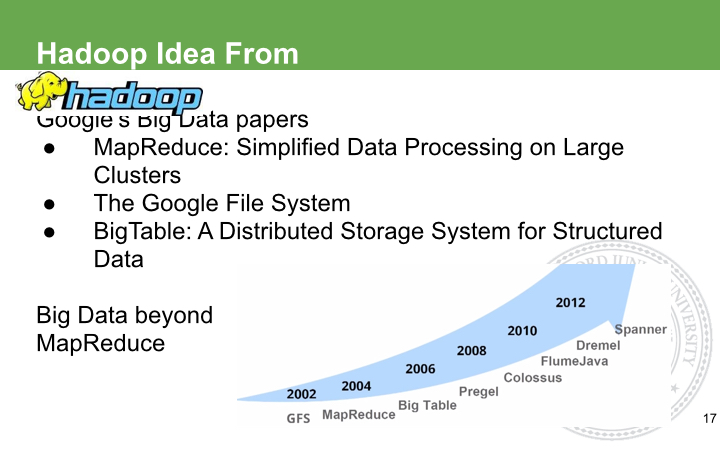 Hadoop Idea From
hadoop
Google's Big Data papers
● MapReduce: Simplified Data Processing on Large
Clusters
● The Google File System
● BigTable: A Distributed Storage System for Structured
Data
Big Data beyond
MapReduce
2012
2010
2008
2006
2004
2002
Spanner
Dremel
FlumeJava
Colossus
Pregel
Big Table
MapReduce
GFS
17